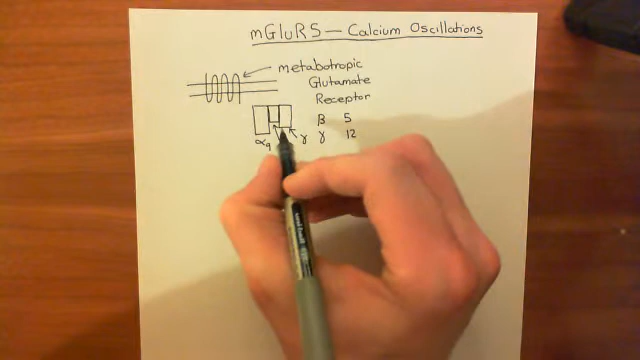 mGluR5 — Calcium Oscillations
metabotropic
Glutamate
Receptor
β 5
γ 12
αq γ